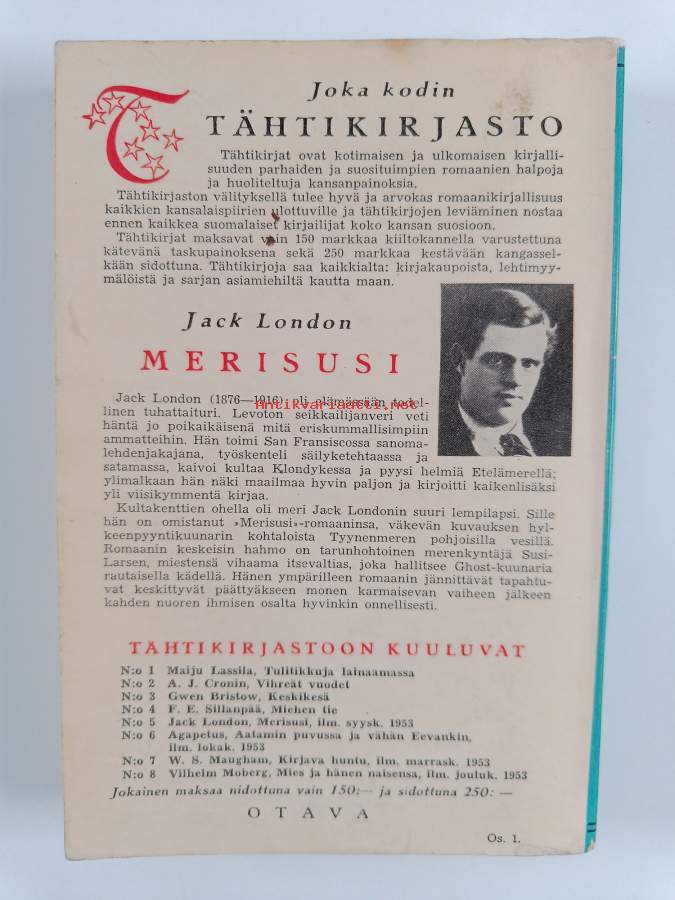 Joka kodin
TÄHTIKIRJASTO
Tähtikirjat ovat kotimaisen ja ulkomaisen kirjalli-
suuden parhaiden ja suosituimpien romaanien halpoja
ja huoliteltuja kansanpainoksia.
Tähtikirjaston välityksellä tulee hyvä ja arvokas romaanikirjallisuus
kaikkien kansalaispiirien ulottuville ja tähtikirjojen leviäminen nostaa
ennen kaikkea suomalaiset kirjailijat koko kansan suosioon.
Tähtikirjat maksavat vain 150 markkaa kiiltokannella varustettuna
kätevänä taskupainoksena sekä 250 markkaa kestävään kangassel-
kään sidottuna. Tähtikirjoja saa kaikkialta: kirjakaupoista, lehtimyy-
mälöistä ja sarjan asiamiehiltä kautta maan.
Jack London
MERISUSI
Jack London (1876—1916) oli elämässään todel-
antikvariaatti.net
linen tuhattaituri. Levoton seikkailijanveri veti
häntä jo poikaikäisenä mitä eriskummallisimpiin
ammatteihin. Hän toimi San Fransiscossa sanoma-
lehdenjakajana, työskenteli säilyketehtaassa ja
satamassa, kaivoi kultaa Klondykessa ja pyysi helmiä Etelämerellä;
ylimalkaan hän näki maailmaa hyvin paljon ja kirjoitti kaikenlisäksi
yli viisikymmentä kirjaa.
Kultakenttien ohella oli meri Jack Londonin suuri lempilapsi. Sille
hän on omistanut »Merisusi»-romaaninsa, väkevän kuvauksen hyl-
keenpyyntikuunarin kohtaloista Tyynenmeren pohjoisilla vesillä.
Romaanin keskeisin hahmo on tarunhohtoinen merenkyntäjä Susi-
Larsen, miestensä vihaama itsevaltias, joka hallitsee Ghost-kuunaria
rautaisella kädellä. Hänen ympärilleen romaanin jännittävät tapahtu-
vat keskittyvät päättyäkseen monen karmaisevan vaiheen jälkeen
kahden nuoren ihmisen osalta hyvinkin onnellisesti.
TÄHTIKIRJASTOON KUULUVAT
N:o 1 Maiju Lassila, Tulitikkuja lainaamassa
N:o 2 A. J. Cronin, Vihreät vuodet
N:o 3 Gwen Bristow, Keskikesä
N:o 4 F. E. Sillanpää, Miehen tie
N:o 5 Jack London, Merisusi, ilm. syysk. 1953
N:o 6 Agapetus, Aatamin puvussa ja vähän Eevankin,
ilm. lokak. 1953
N:o 7 W. S. Maugham, Kirjava huntu, ilm. marrask. 1953
N:o 8 Vilhelm Moberg, Mies ja hänen naisensa, ilm. jouluk. 1953
Jokainen maksaa nidottuna vain 150:— ja sidottuna 250:—
OTAVA
Os. 1.